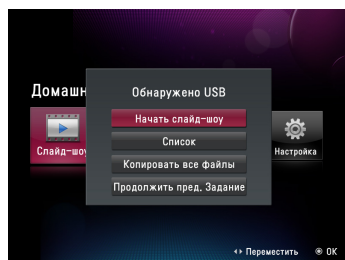 Домашн
Обнаружено USB
Начать слайд-шоу
Список
Копировать все файлы
Продолжить пред. Задание
Слайд-шоу
Настройка
Переместить
OK